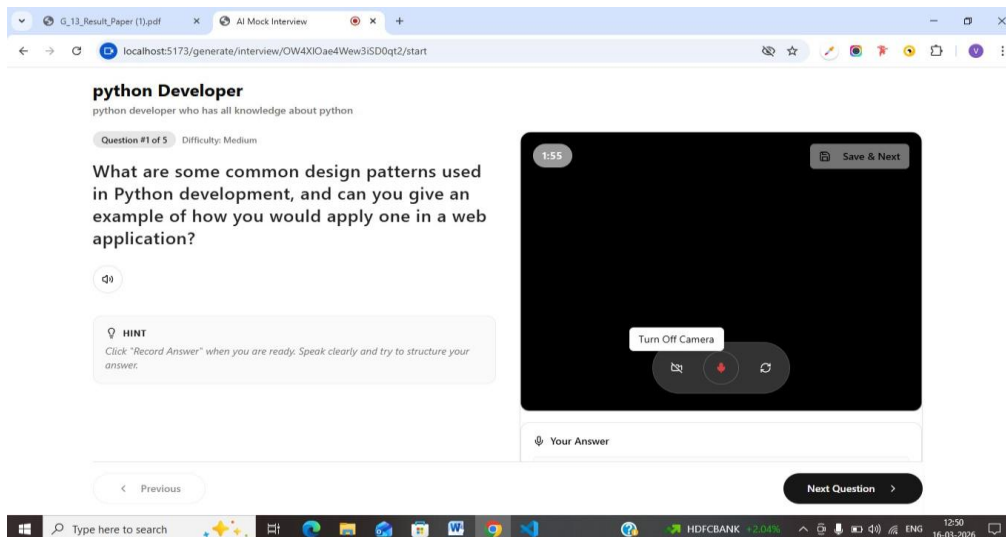 G_13_Result_Paper (1).pdf
AI Mock Interview
localhost:5173/generate/interview/OW4XIOae4Wew3iSD0qt2/start
V
python Developer
python developer who has all knowledge about python
Question #1 of 5 Difficulty: Medium
What are some common design patterns used
in Python development, and can you give an
example of how you would apply one in a web
application?
HINT
Click "Record Answer" when you are ready. Speak clearly and try to structure your
answer.
1:55
Save & Next
Turn Off Camera
Your Answer
Previous
Next Question
Type here to search
HDFCBANK +2.04%
ENG
12:50
16-03-2026